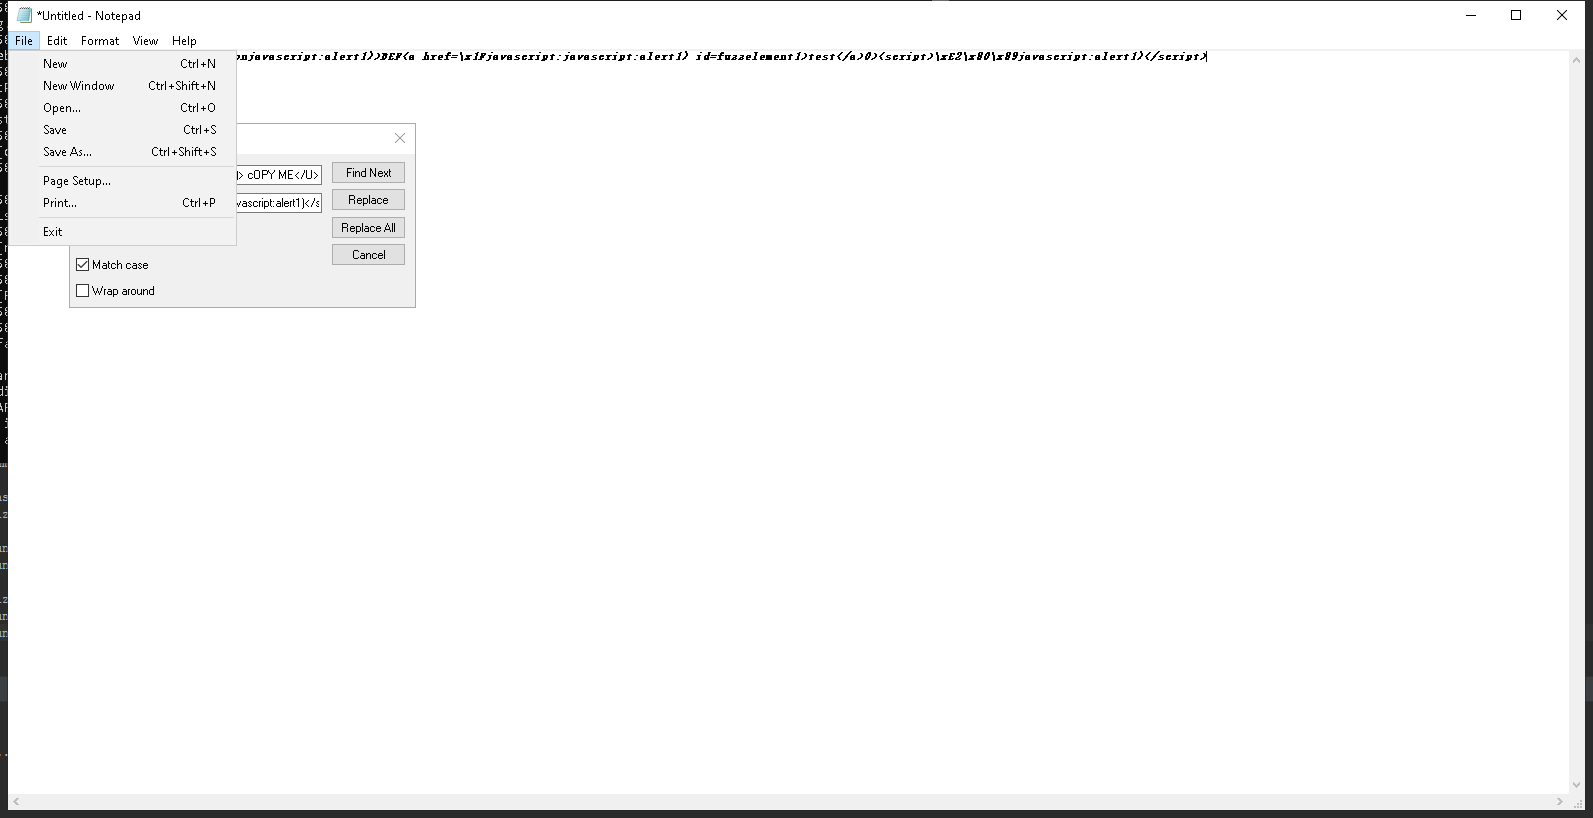 *Untitled - Notepad
File Edit Format View Help
onjavascript:alert1)>DEF<a href=\x1Fjavascript:javascript:alert1) id=fuzzelement1>test</a>0)<script>\xE2\x80\x89javascript:alert1)</script>
New Ctrl+N
New Window Ctrl+Shift+N
Open... Ctrl+O
Save Ctrl+S
Save As... Ctrl+Shift+S
Page Setup...
Print... Ctrl+P
Exit
> cOPY ME</U> Find Next
vascript:alert1)</s Replace
Replace All
Cancel
Match case
Wrap around